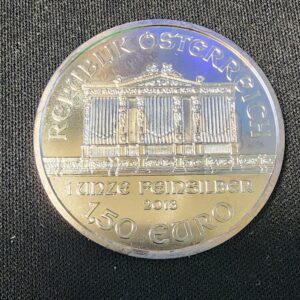 REPUBLIK ÖSTERREICH
1 UNZE FEINSILBER
2013
1,50 EURO